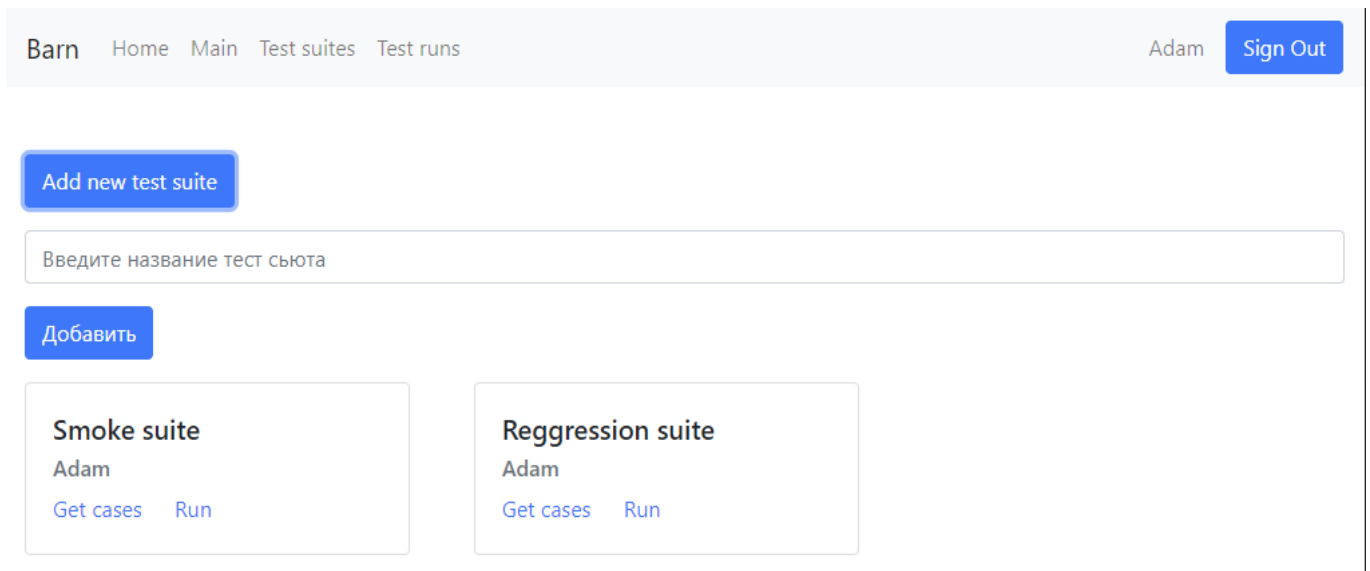 Barn Home Main Test suites Test runs Adam Sign Out
Add new test suite
Введите название тест сьюта
Добавить
Smoke suite
Adam
Get cases Run
Reggression suite
Adam
Get cases Run